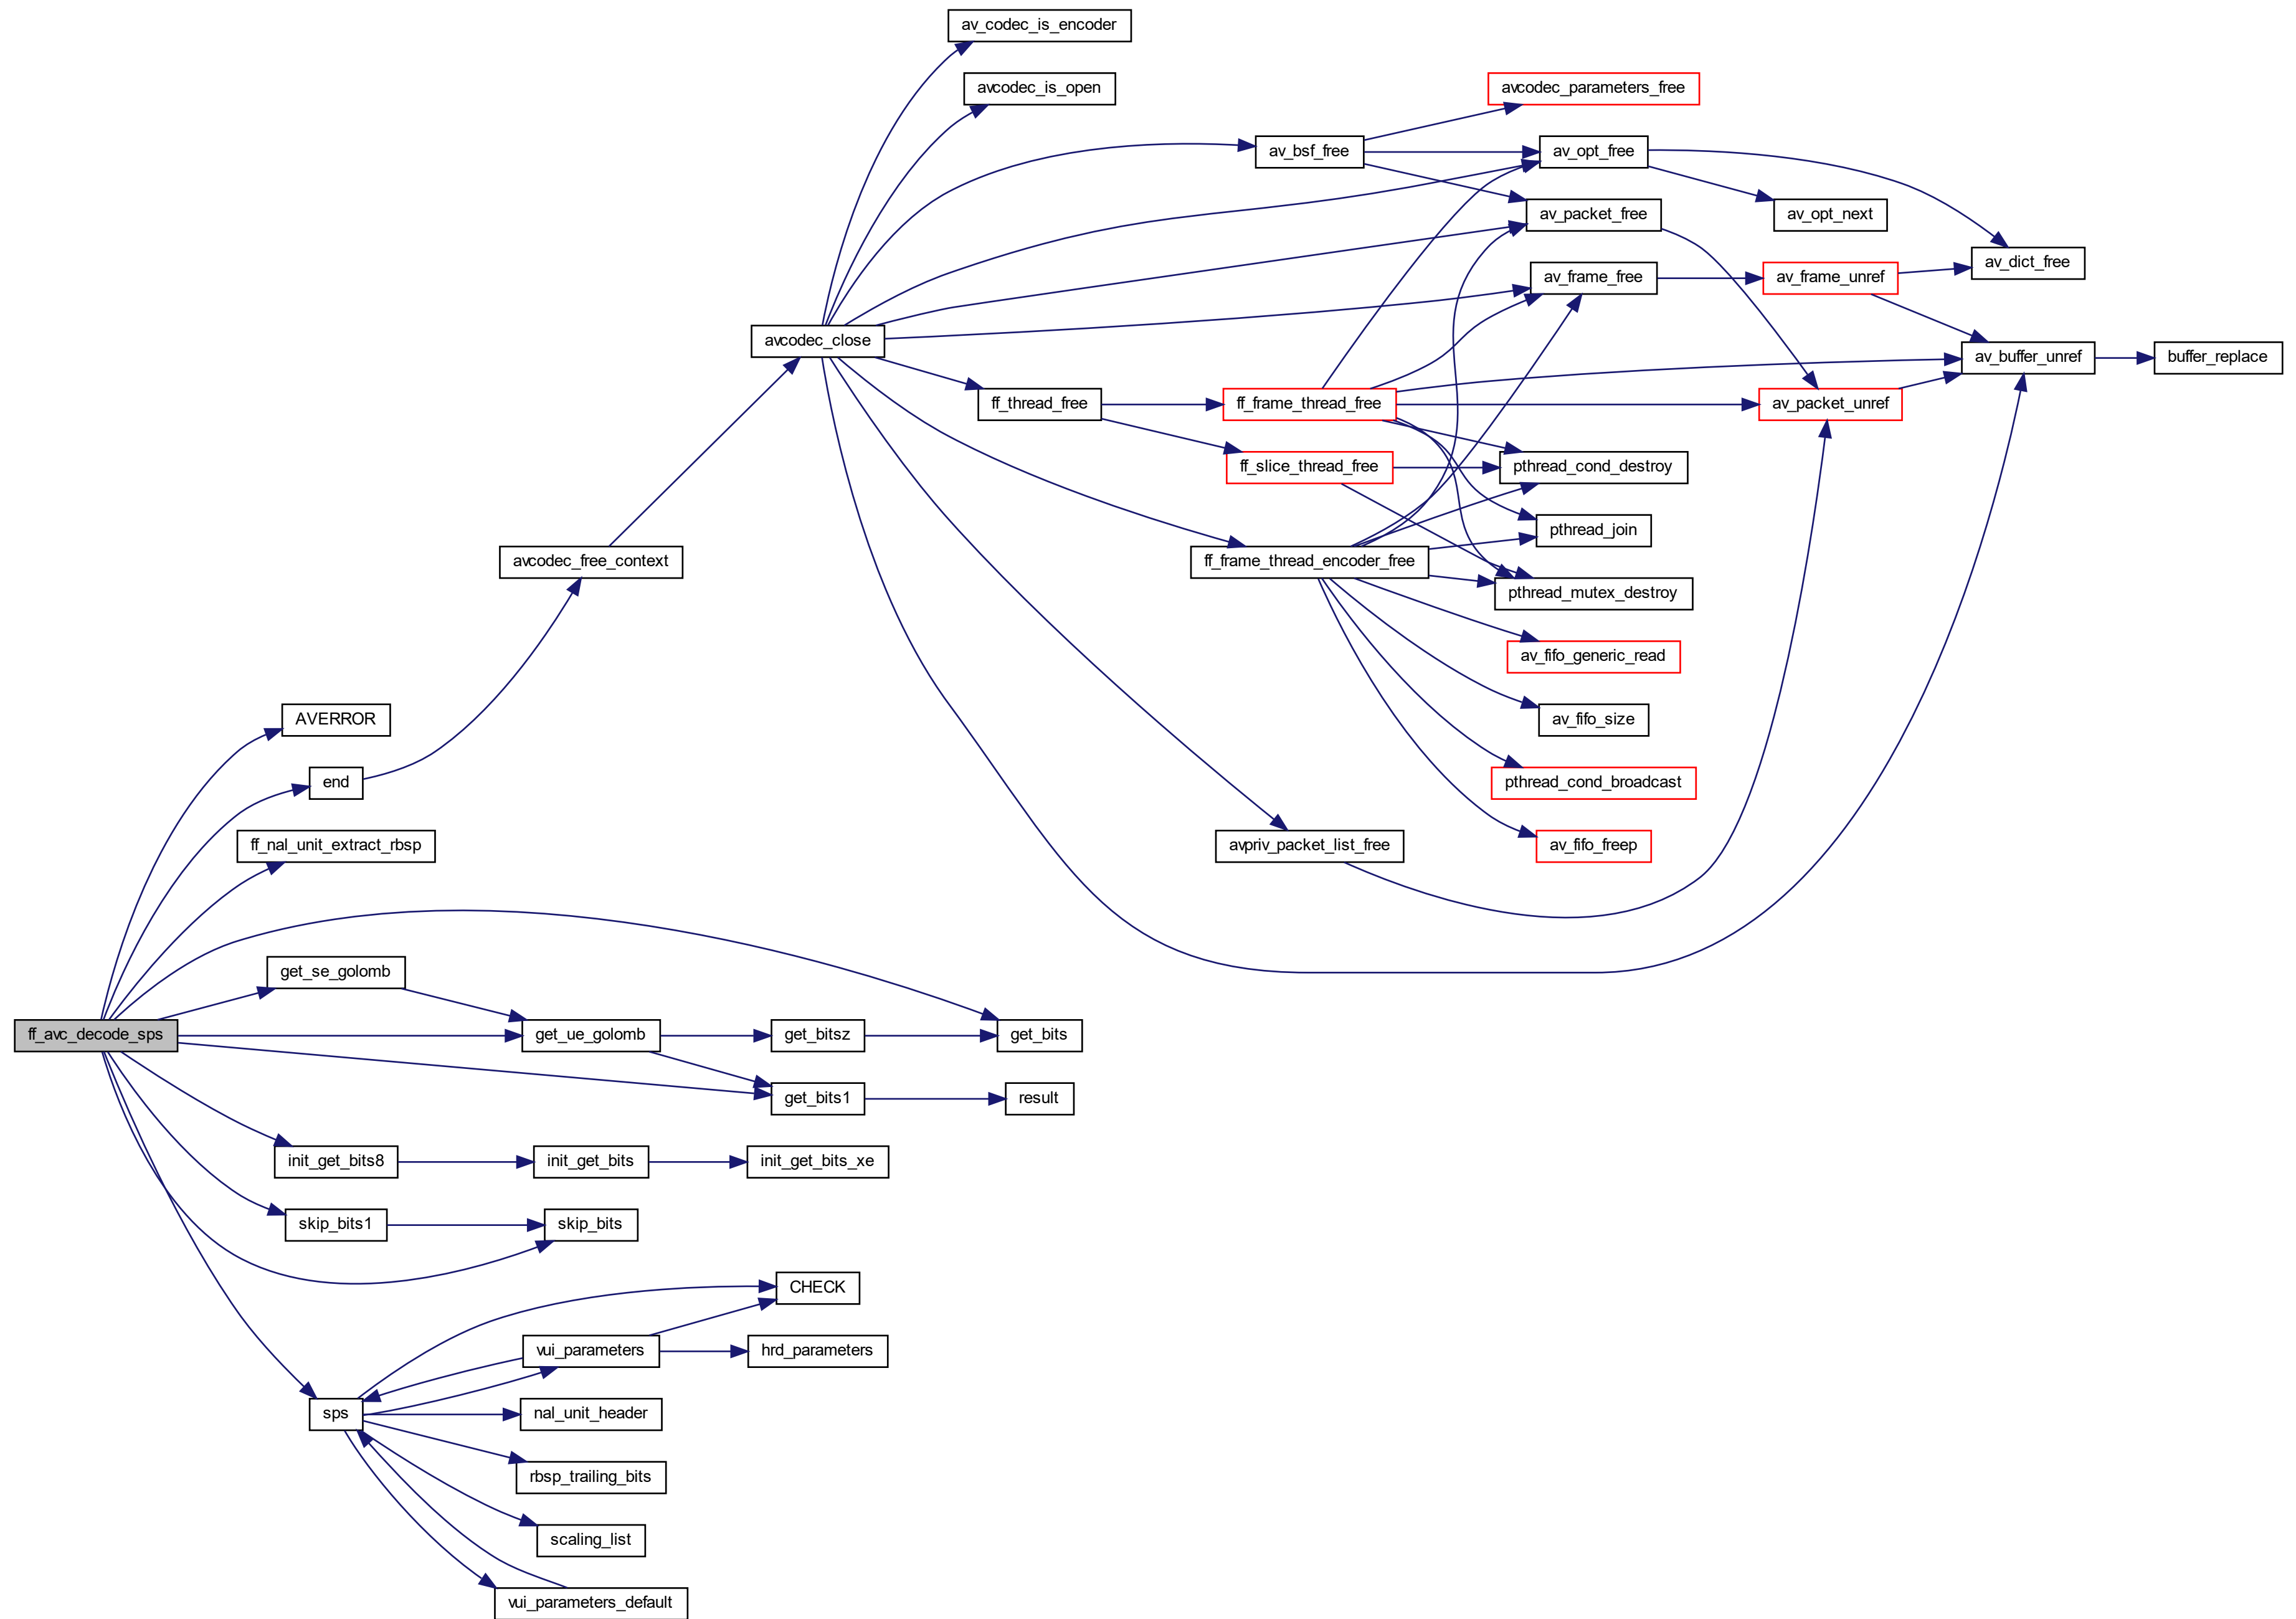 av_codec_is_encoder
avcodec_is_open
avcodec_parameters_free
av_bsf_free
av_opt_free
av_packet_free
av_opt_next
av_dict_free
av_frame_free
av_frame_unref
avcodec_close
av_buffer_unref
buffer_replace
ff_thread_free
ff_frame_thread_free
av_packet_unref
ff_slice_thread_free
pthread_cond_destroy
pthread_join
avcodec_free_context
ff_frame_thread_encoder_free
pthread_mutex_destroy
av_fifo_generic_read
AVERROR
av_fifo_size
end
pthread_cond_broadcast
ff_nal_unit_extract_rbsp
avpriv_packet_list_free
av_fifo_freep
get_se_golomb
ff_avc_decode_sps
get_ue_golomb
get_bitsz
get_bits
get_bits1
result
init_get_bits8
init_get_bits
init_get_bits_xe
skip_bits1
skip_bits
CHECK
vui_parameters
hrd_parameters
sps
nal_unit_header
rbsp_trailing_bits
scaling_list
vui_parameters_default